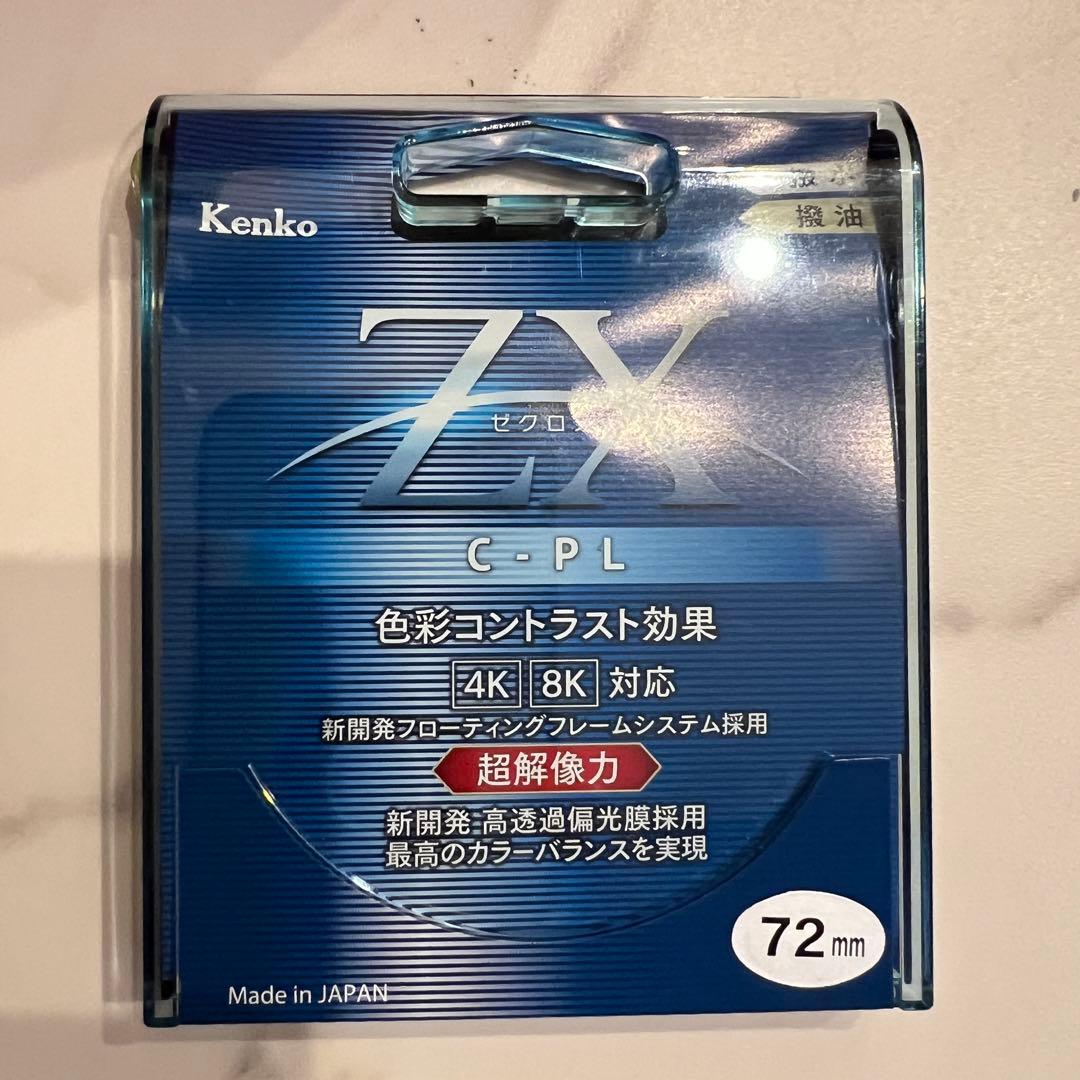 Kenko
撥油
ZX
ゼクロス
C-PL
色彩コントラスト効果
4K 8K 対応
新開発フローティングフレームシステム採用
超解像力
新開発 高透過偏光膜採用
最高のカラーバランスを実現
72mm
Made in JAPAN